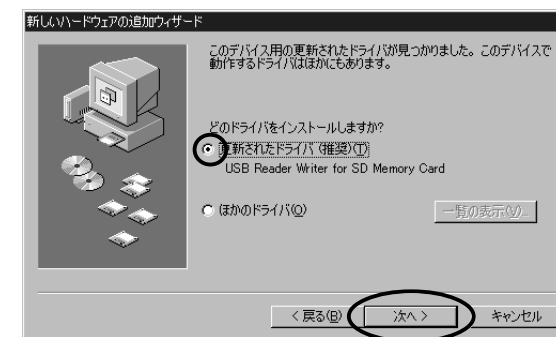 新しいハードウェアの追加ウィザード
このデバイス用の更新されたドライバが見つかりました。このデバイスで
動作するドライバはほかにもあります。
どのドライバをインストールしますか?
更新されたドライバ (推奨)(T)
USB Reader Writer for SD Memory Card
ほかのドライバ(O)
一覧の表示(V)...
< 戻る(B)
次へ >
キャンセル